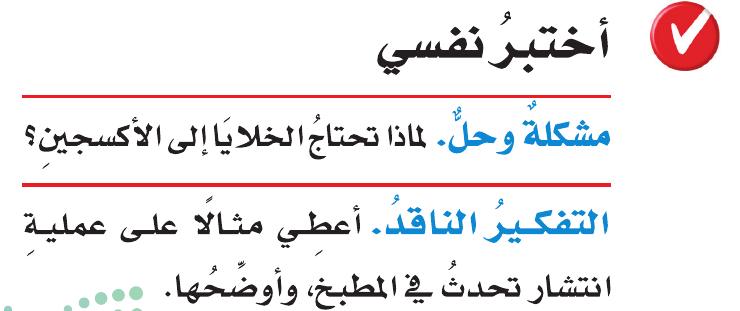 أختبرُ نفسي
مشكلةٌ وحلٌّ. لماذا تحتاجُ الخلايَا إلى الأكسجينِ؟
التفكيرُ الناقدُ. أعطِي مثالًا على عمليةِ
انتشار تحدثُ في المطبخِ، وأوضِّحُها.